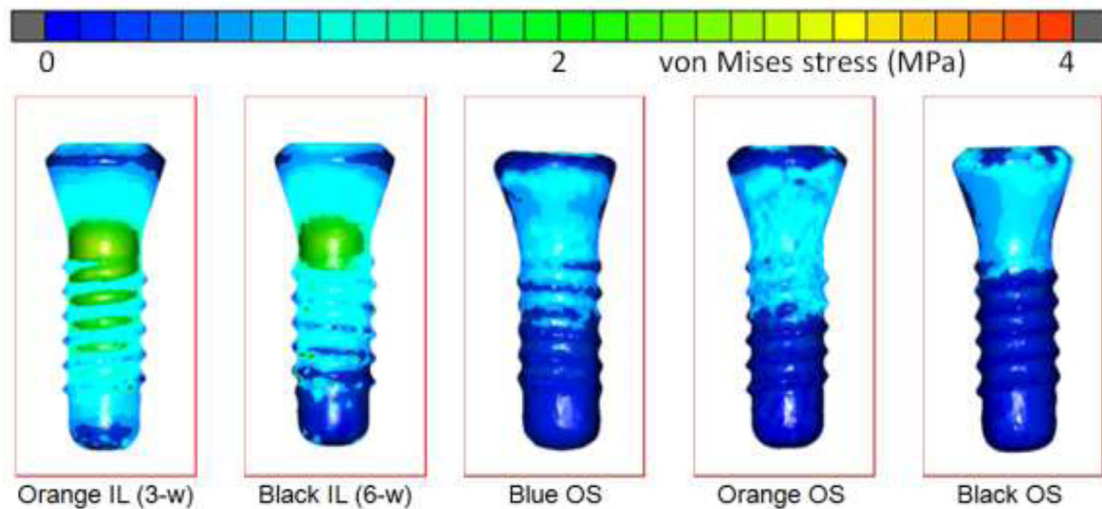 0 2 von Mises stress (MPa) 4
Orange IL (3-w) Black IL (6-w) Blue OS Orange OS Black OS